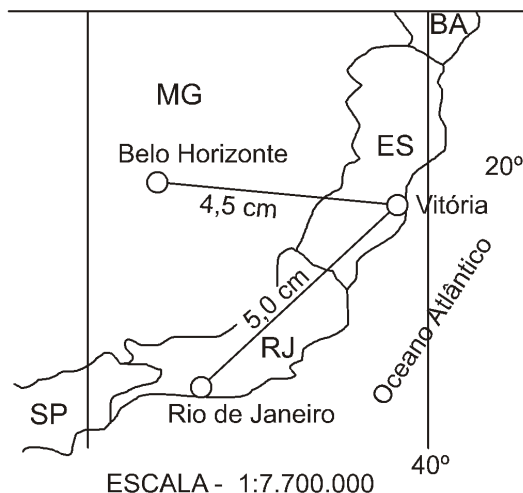 BA
MG
Belo Horizonte
ES
20º
4,5 cm
Vitória
5,0 cm
Oceano Atlântico
RJ
SP
Rio de Janeiro
40º
ESCALA - 1:7.700.000